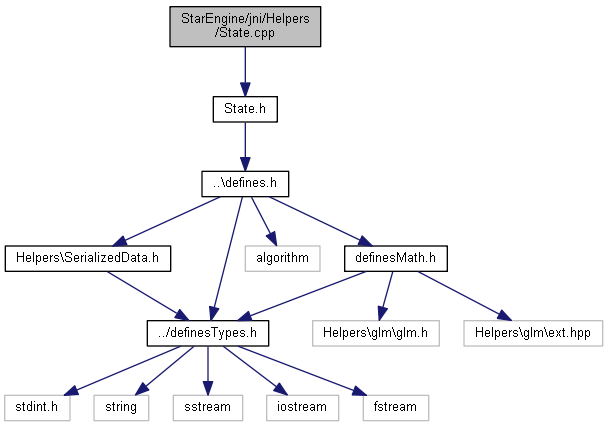 StarEngine/jni/Helpers
/State.cpp
State.h
..\defines.h
Helpers\SerializedData.h
algorithm
definesMath.h
../definesTypes.h
Helpers\glm\glm.h
Helpers\glm\ext.hpp
stdint.h
string
sstream
iostream
fstream